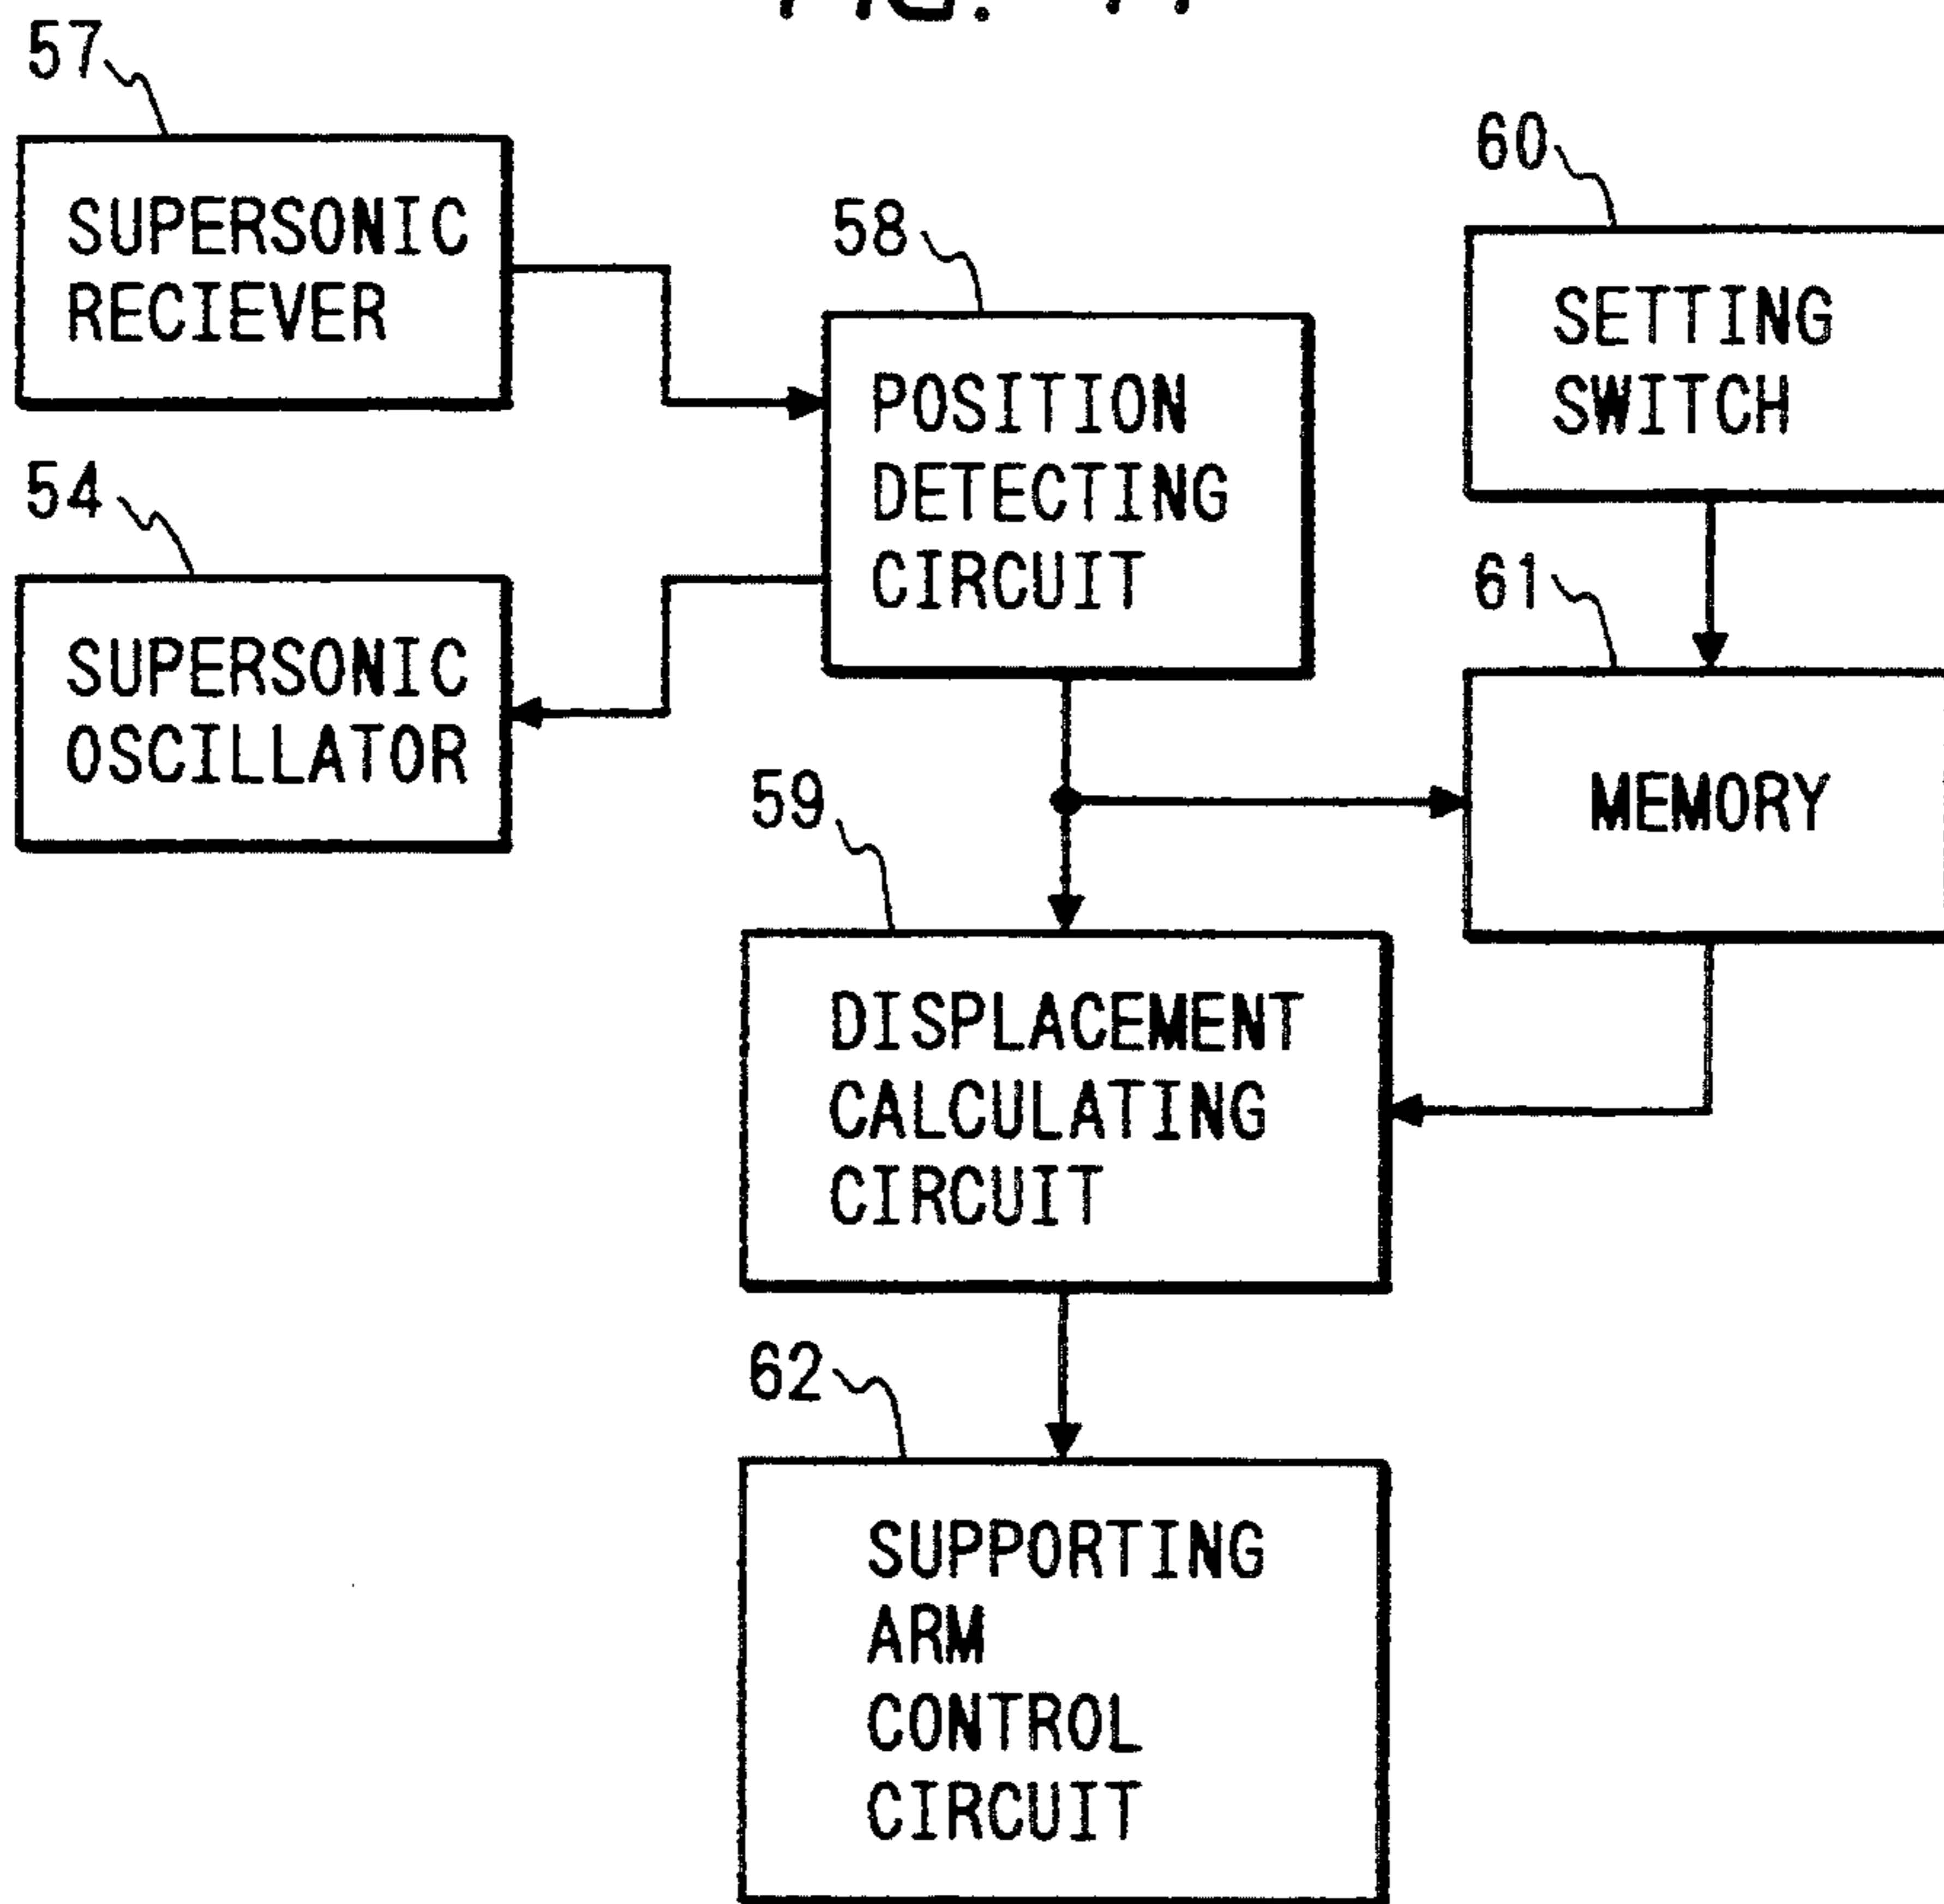 57
SUPERSONIC
RECIEVER
54
SUPERSONIC
OSCILLATOR
58
POSITION
DETECTING
CIRCUIT
60
SETTING
SWITCH
61
MEMORY
59
DISPLACEMENT
CALCULATING
CIRCUIT
62
SUPPORTING
ARM
CONTROL
CIRCUIT